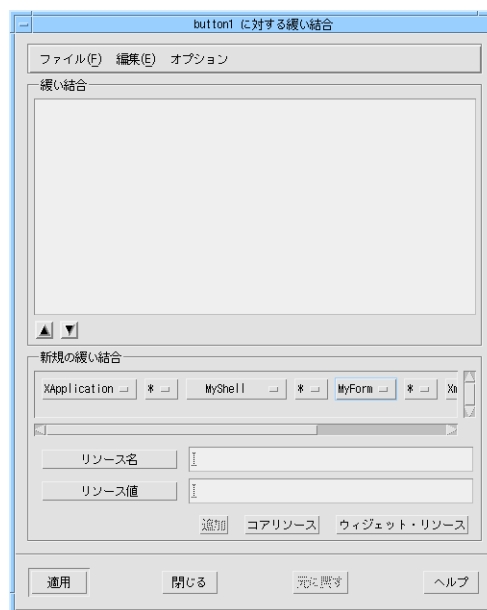 button1 に対する緩い結合
ファイル(F) 編集(E) オプション
緩い結合
新規の緩い結合
XApplication * MyShell * MyForm * Xm
リソース名
リソース値
追加 コアリソース ウィジェット・リソース
適用 閉じる 元に戻す ヘルプ